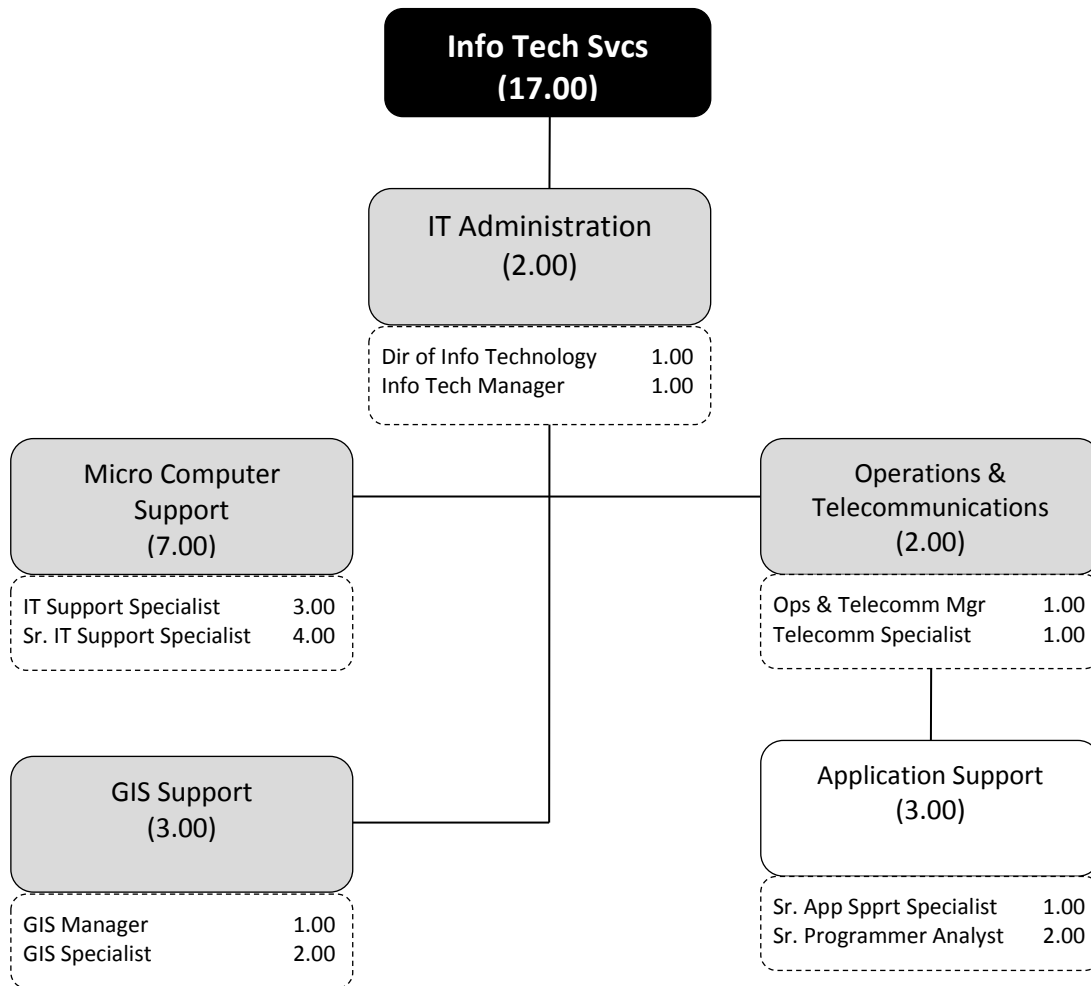 Info Tech Svcs
(17.00)
IT Administration
(2.00)
Dir of Info Technology 1.00
Info Tech Manager 1.00
Micro Computer
Support
(7.00)
IT Support Specialist 3.00
Sr. IT Support Specialist 4.00
Operations &
Telecommunications
(2.00)
Ops & Telecomm Mgr 1.00
Telecomm Specialist 1.00
GIS Support
(3.00)
GIS Manager 1.00
GIS Specialist 2.00
Application Support
(3.00)
Sr. App Spprt Specialist 1.00
Sr. Programmer Analyst 2.00